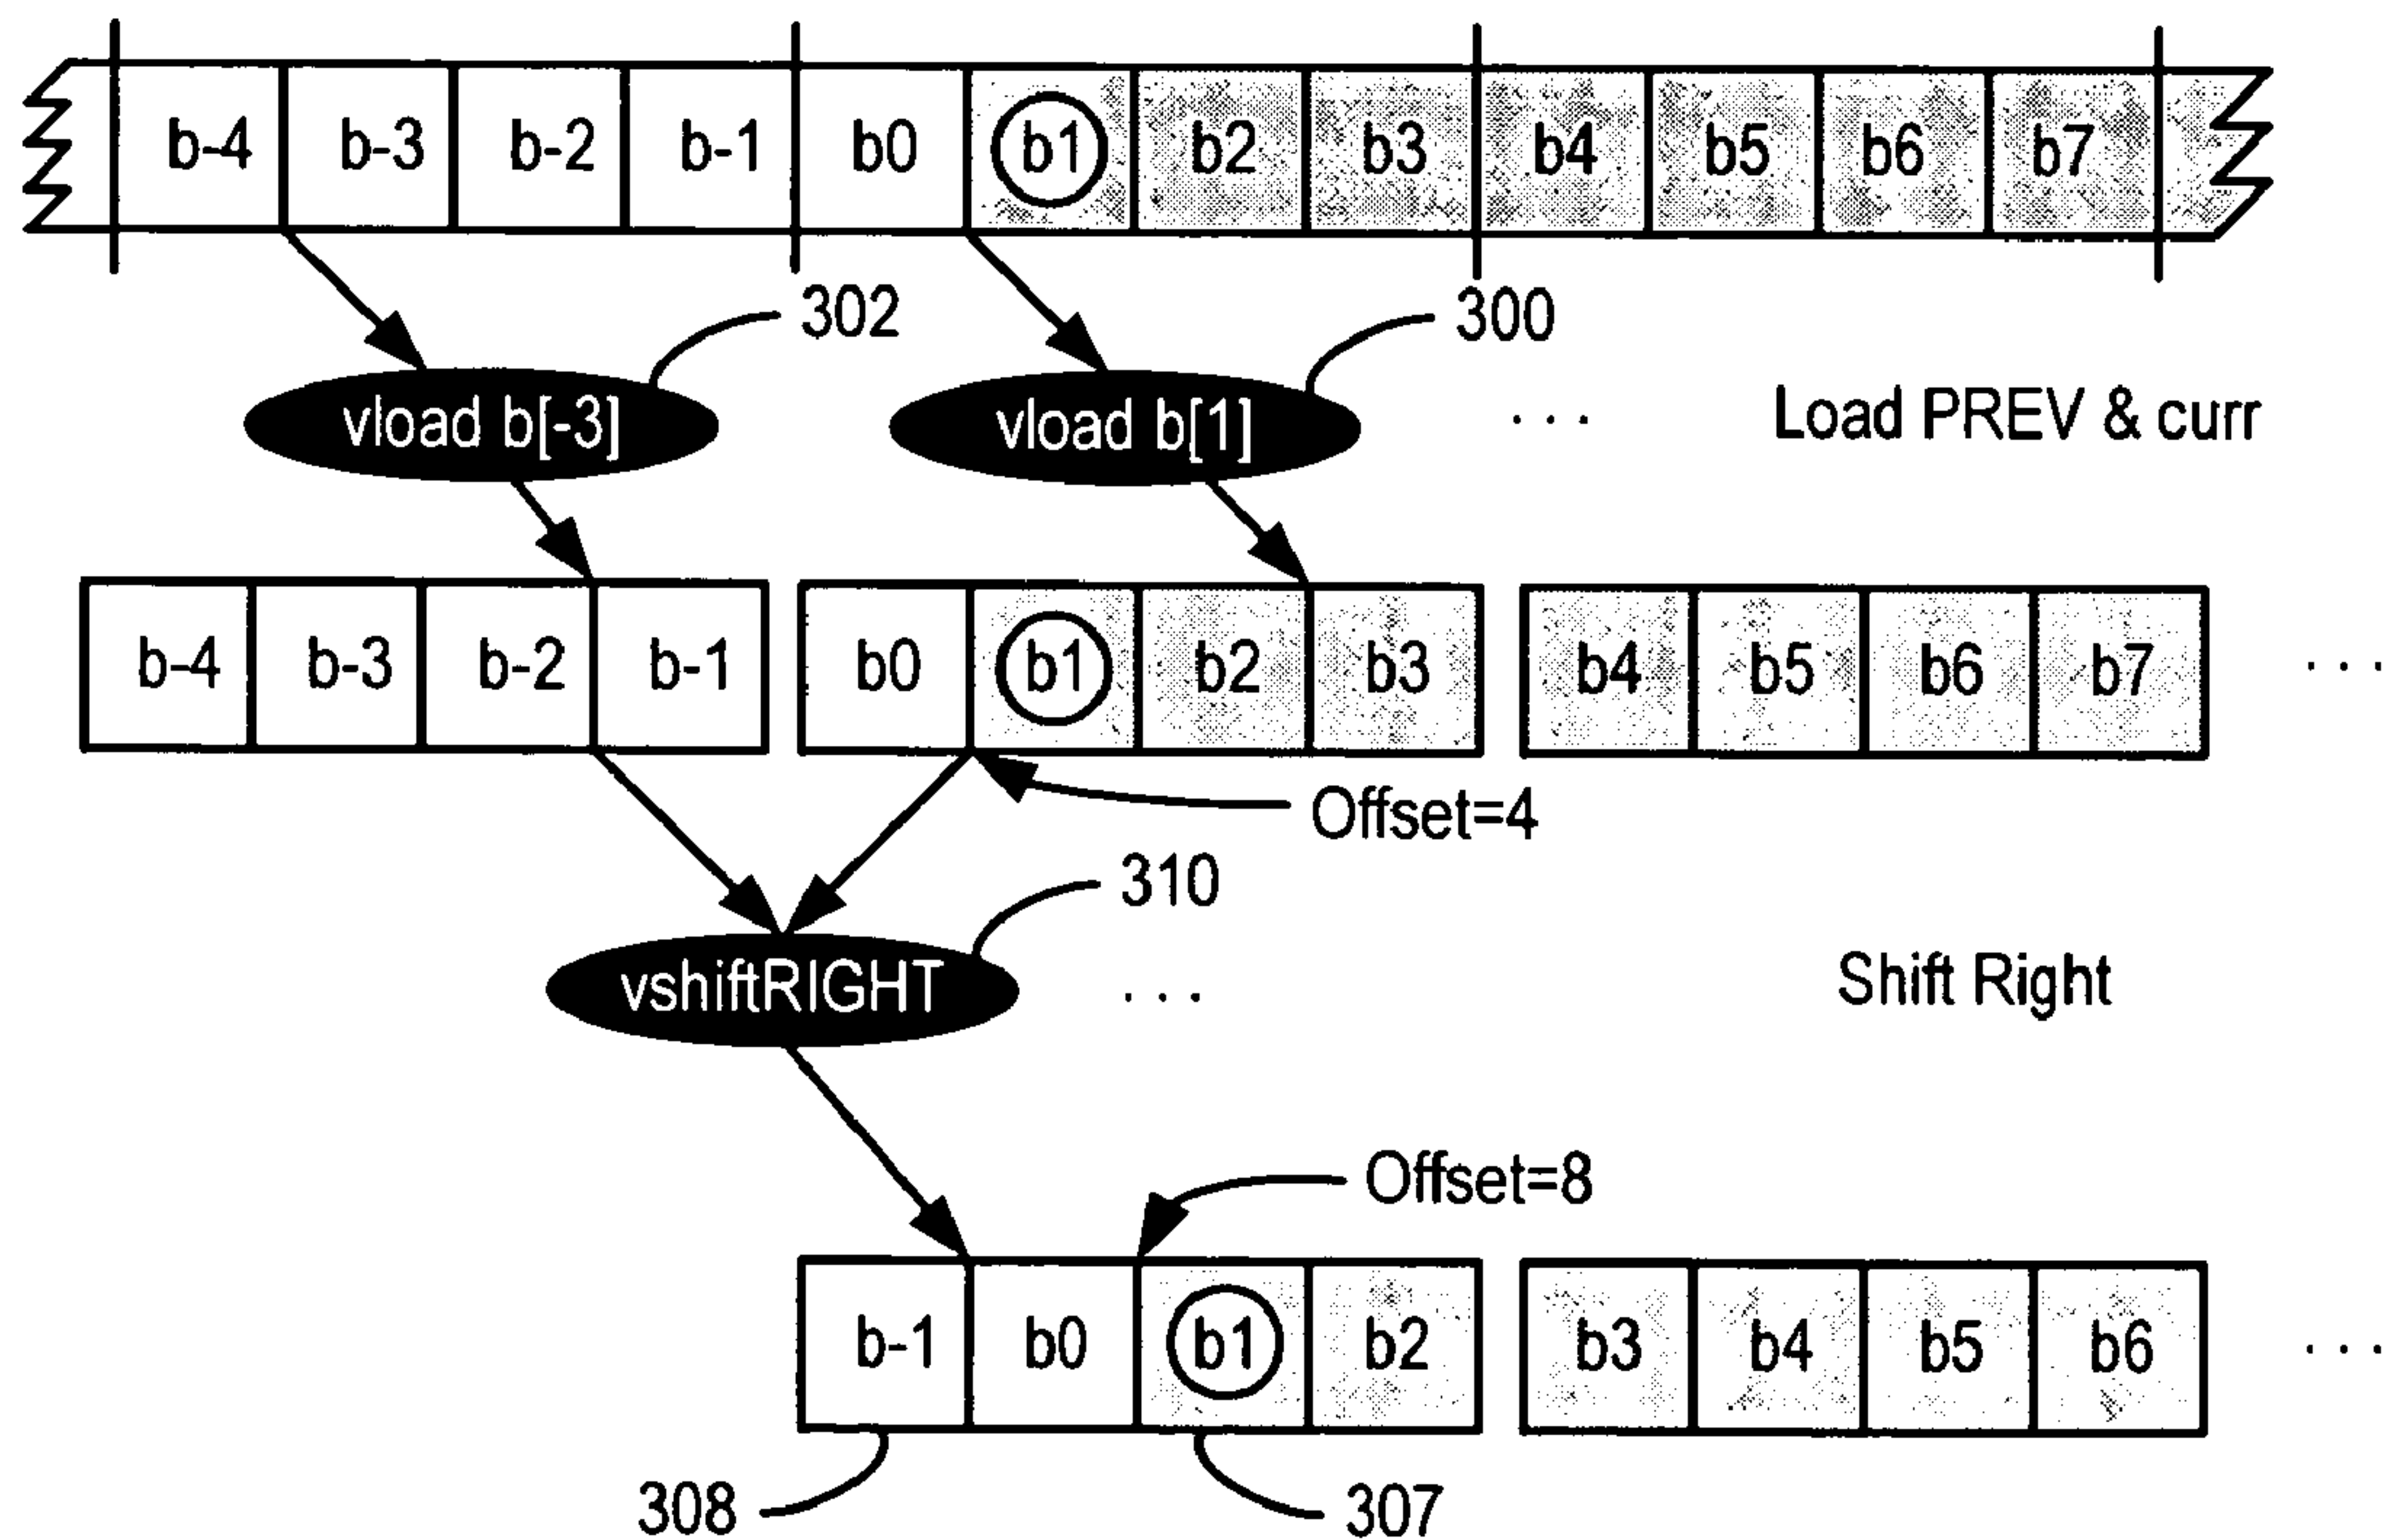 b-4 b-3 b-2 b-1 b0 b1 b2 b3 b4 b5 b6 b7
302 300
vload b[-3] vload b[1] . . . Load PREV & curr
b-4 b-3 b-2 b-1 b0 b1 b2 b3 b4 b5 b6 b7 . . .
Offset=4
310
vshiftRIGHT . . . Shift Right
Offset=8
b-1 b0 b1 b2 b3 b4 b5 b6 . . .
308 307